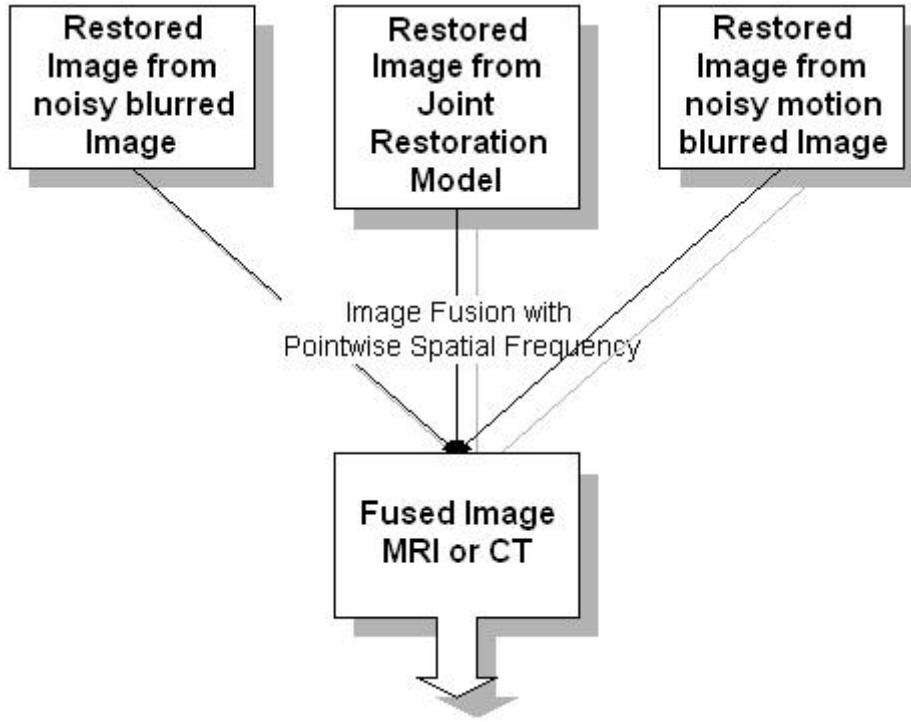 Restored
Image from
noisy blurred
Image
Restored
Image from
Joint
Restoration
Model
Restored
Image from
noisy motion
blurred Image
Image Fusion with
Pointwise Spatial Frequency
Fused Image
MRI or CT